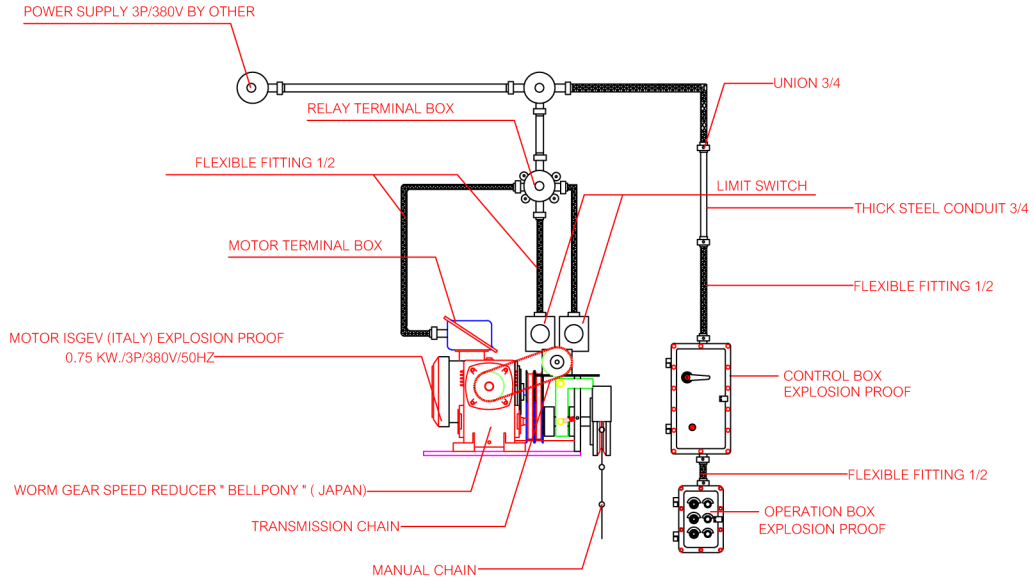 POWER SUPPLY 3P/380V BY OTHER
UNION 3/4
RELAY TERMINAL BOX
FLEXIBLE FITTING 1/2
LIMIT SWITCH
THICK STEEL CONDUIT 3/4
MOTOR TERMINAL BOX
FLEXIBLE FITTING 1/2
MOTOR ISGEV (ITALY) EXPLOSION PROOF
0.75 KW./3P/380V/50HZ
CONTROL BOX
EXPLOSION PROOF
FLEXIBLE FITTING 1/2
WORM GEAR SPEED REDUCER " BELLPONY " ( JAPAN)
OPERATION BOX
EXPLOSION PROOF
TRANSMISSION CHAIN
MANUAL CHAIN